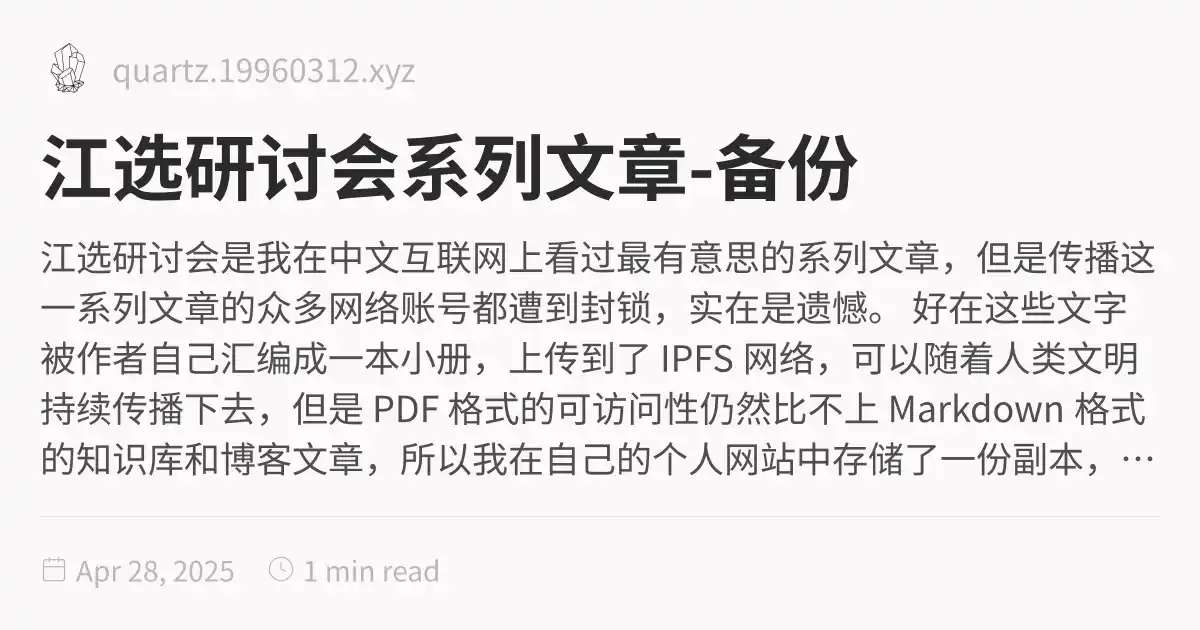 quartz.19960312.xyz
江选研讨会系列文章-备份
江选研讨会是我在中文互联网上看过最有意思的系列文章，但是传播这
一系列文章的众多网络账号都遭到封锁，实在是遗憾。 好在这些文字
被作者自己汇编成一本小册，上传到了 IPFS 网络，可以随着人类文明
持续传播下去，但是 PDF 格式的可访问性仍然比不上 Markdown 格式
的知识库和博客文章，所以我在自己的个人网站中存储了一份副本，…
Apr 28, 2025 1 min read